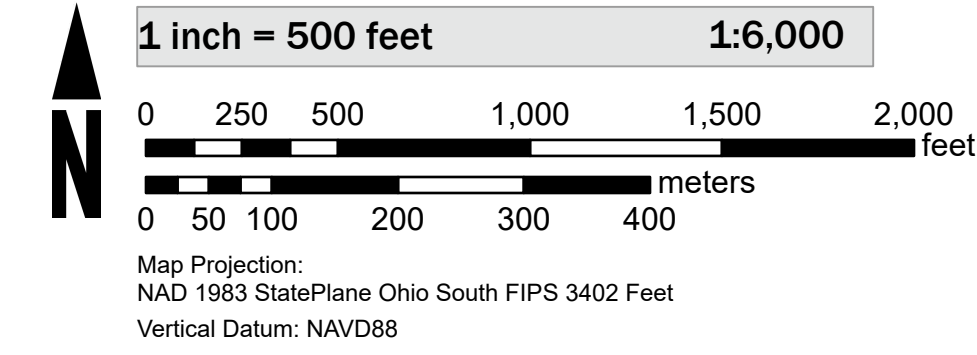 1 inch = 500 feet 1:6,000
0 250 500 1,000 1,500 2,000
feet
N
meters
0 50 100 200 300 400
Map Projection:
NAD 1983 StatePlane Ohio South FIPS 3402 Feet
Vertical Datum: NAVD88